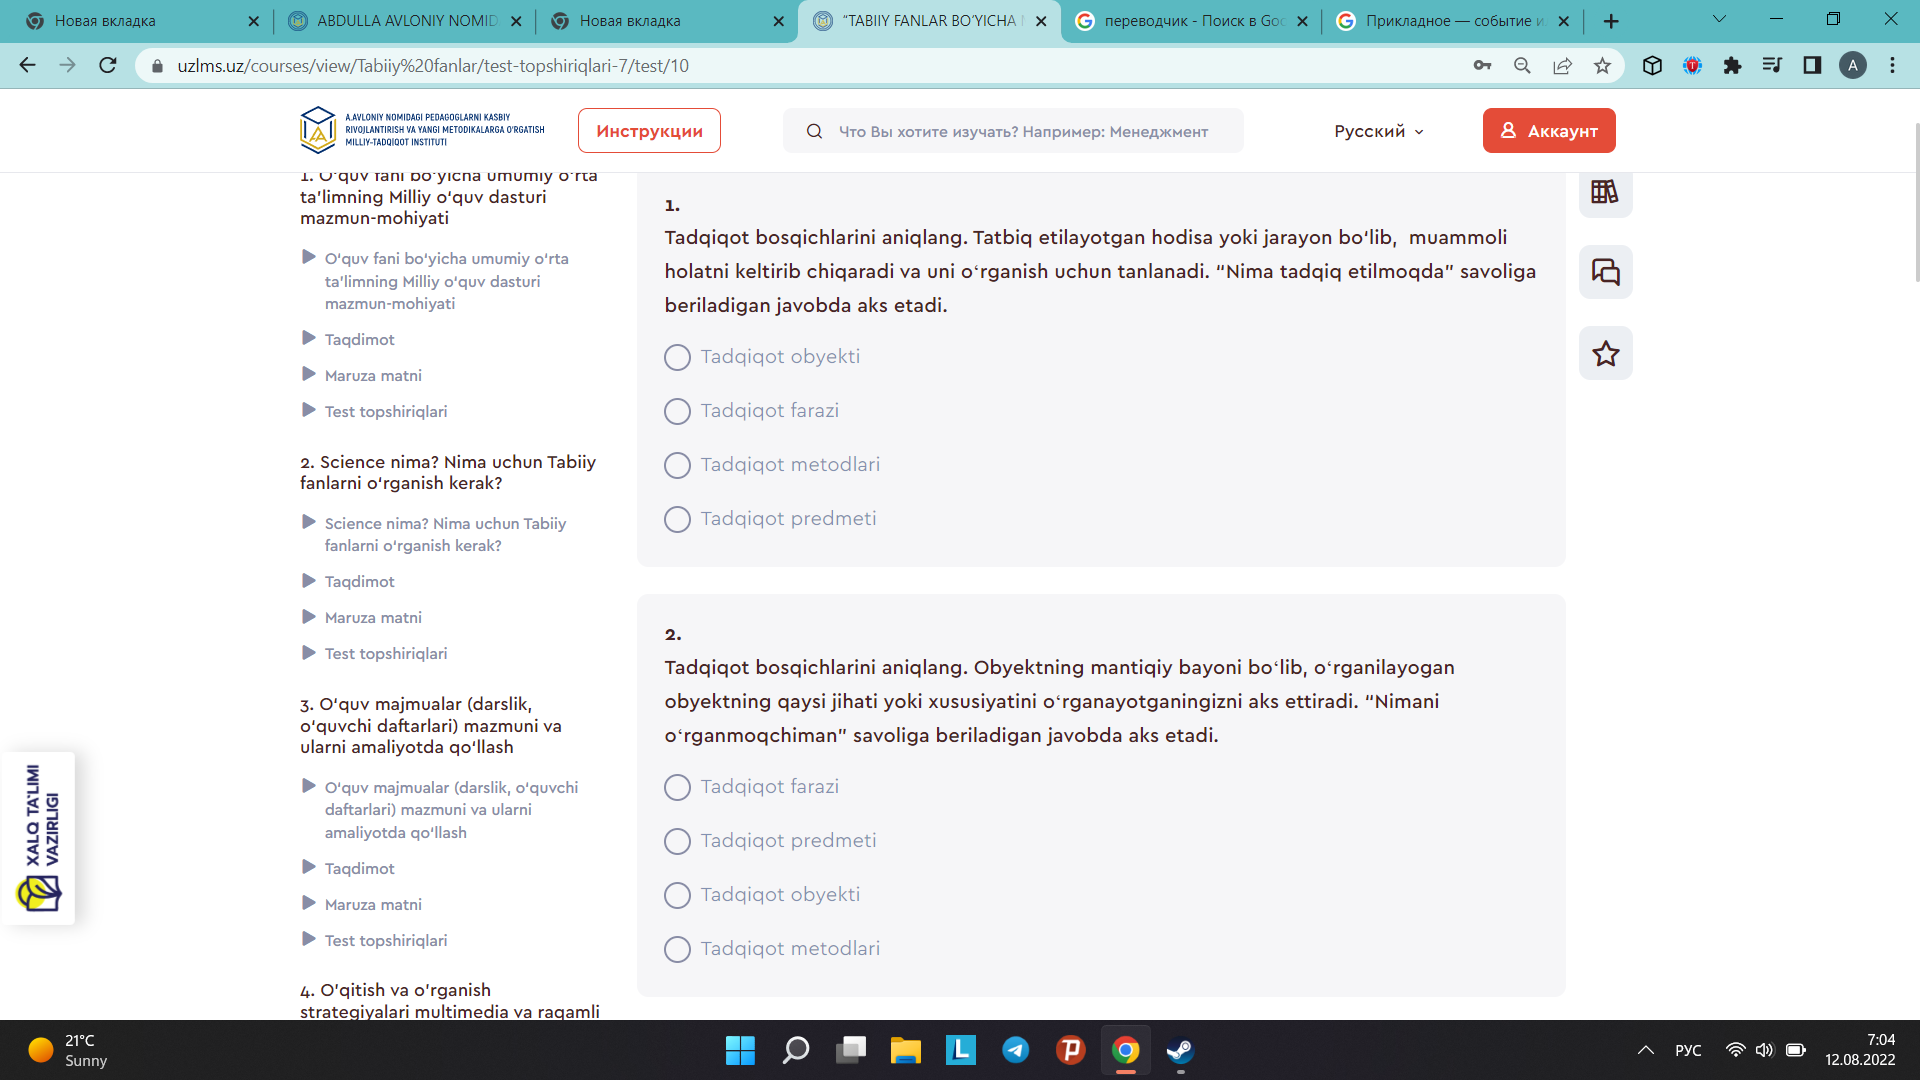 Новая вкладка
ABDULLA AVLONIY NOMID
Новая вкладка
“TABIIY FANLAR BO‘YICHA
переводчик - Поиск в Goo
Прикладное — событие и
uzlms.uz/courses/view/Tabiiy%20fanlar/test-topshiriqlari-7/test/10
A
A.AVLONIY NOMIDAGI PEDAGOGLARNI KASBIY
RIVOJLANTIRISH VA YANGI METODIKALARGA O‘RGATISH
MILLIY-TADQIQOT INSTITUTI
Инструкции
Что Вы хотите изучать? Например: Менеджмент
Русский
Аккаунт
1. O‘quv fani bo‘yicha umumiy o‘rta
ta’limning Milliy o‘quv dasturi
mazmun-mohiyati
O‘quv fani bo‘yicha umumiy o‘rta
ta’limning Milliy o‘quv dasturi
mazmun-mohiyati
Taqdimot
Maruza matni
Test topshiriqlari
2. Science nima? Nima uchun Tabiiy
fanlarni o‘rganish kerak?
Science nima? Nima uchun Tabiiy
fanlarni o‘rganish kerak?
Taqdimot
Maruza matni
Test topshiriqlari
3. O‘quv majmualar (darslik,
o‘quvchi daftarlari) mazmuni va
ularni amaliyotda qo‘llash
O‘quv majmualar (darslik, o‘quvchi
daftarlari) mazmuni va ularni
amaliyotda qo‘llash
Taqdimot
Maruza matni
Test topshiriqlari
4. O'qitish va o'rganish
strategiyalari multimedia va raqamli
1.
Tadqiqot bosqichlarini aniqlang. Tatbiq etilayotgan hodisa yoki jarayon bo‘lib,  muammoli
holatni keltirib chiqaradi va uni o‘rganish uchun tanlanadi. “Nima tadqiq etilmoqda” savoliga
beriladigan javobda aks etadi.
Tadqiqot obyekti
Tadqiqot farazi
Tadqiqot metodlari
Tadqiqot predmeti
2.
Tadqiqot bosqichlarini aniqlang. Obyektning mantiqiy bayoni bo‘lib, o‘rganilayogan
obyektning qaysi jihati yoki xususiyatini o‘rganayotganingizni aks ettiradi. “Nimani
o‘rganmoqchiman” savoliga beriladigan javobda aks etadi.
Tadqiqot farazi
Tadqiqot predmeti
Tadqiqot obyekti
Tadqiqot metodlari
XALQ TA‘LIMI
VAZIRLIGI
21°C
Sunny
РУС
7:04
12.08.2022